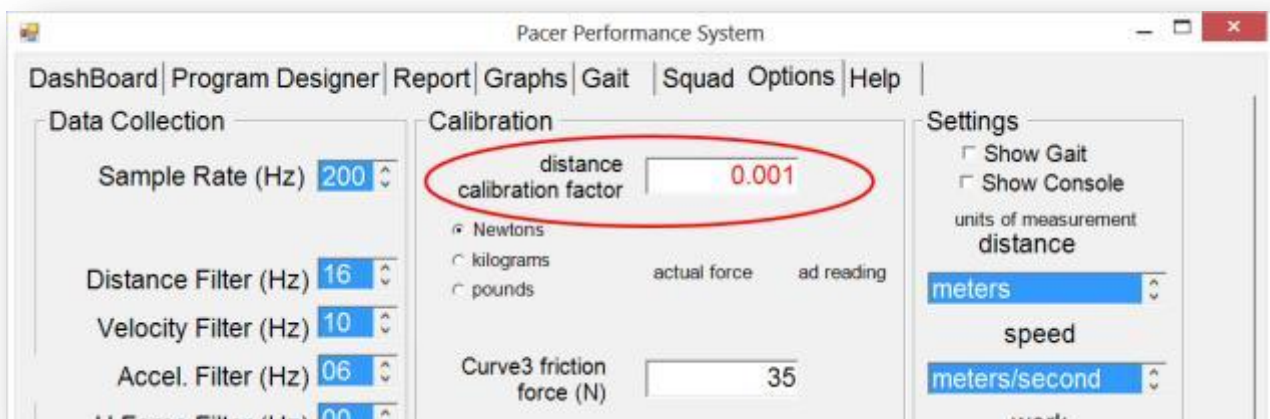 Pacer Performance System
DashBoard Program Designer Report Graphs Gait Squad Options Help
Data Collection
Sample Rate (Hz) 200
Distance Filter (Hz) 16
Velocity Filter (Hz) 10
Accel. Filter (Hz) 06
Calibration
distance
calibration factor 0.001
Newtons
kilograms
pounds
actual force ad reading
Curve3 friction
force (N) 35
Settings
Show Gait
Show Console
units of measurement
distance
meters
speed
meters/second